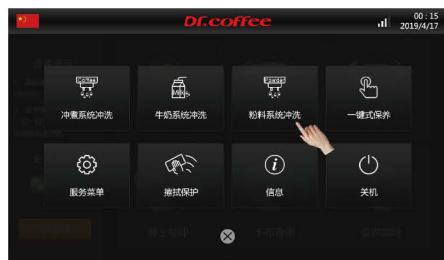 Dr.coffee
00 : 15
2019/4/17
Coffee
Powder
冲煮系统冲洗
牛奶系统冲洗
粉料系统冲洗
一键式保养
服务菜单
擦拭保护
信息
关机